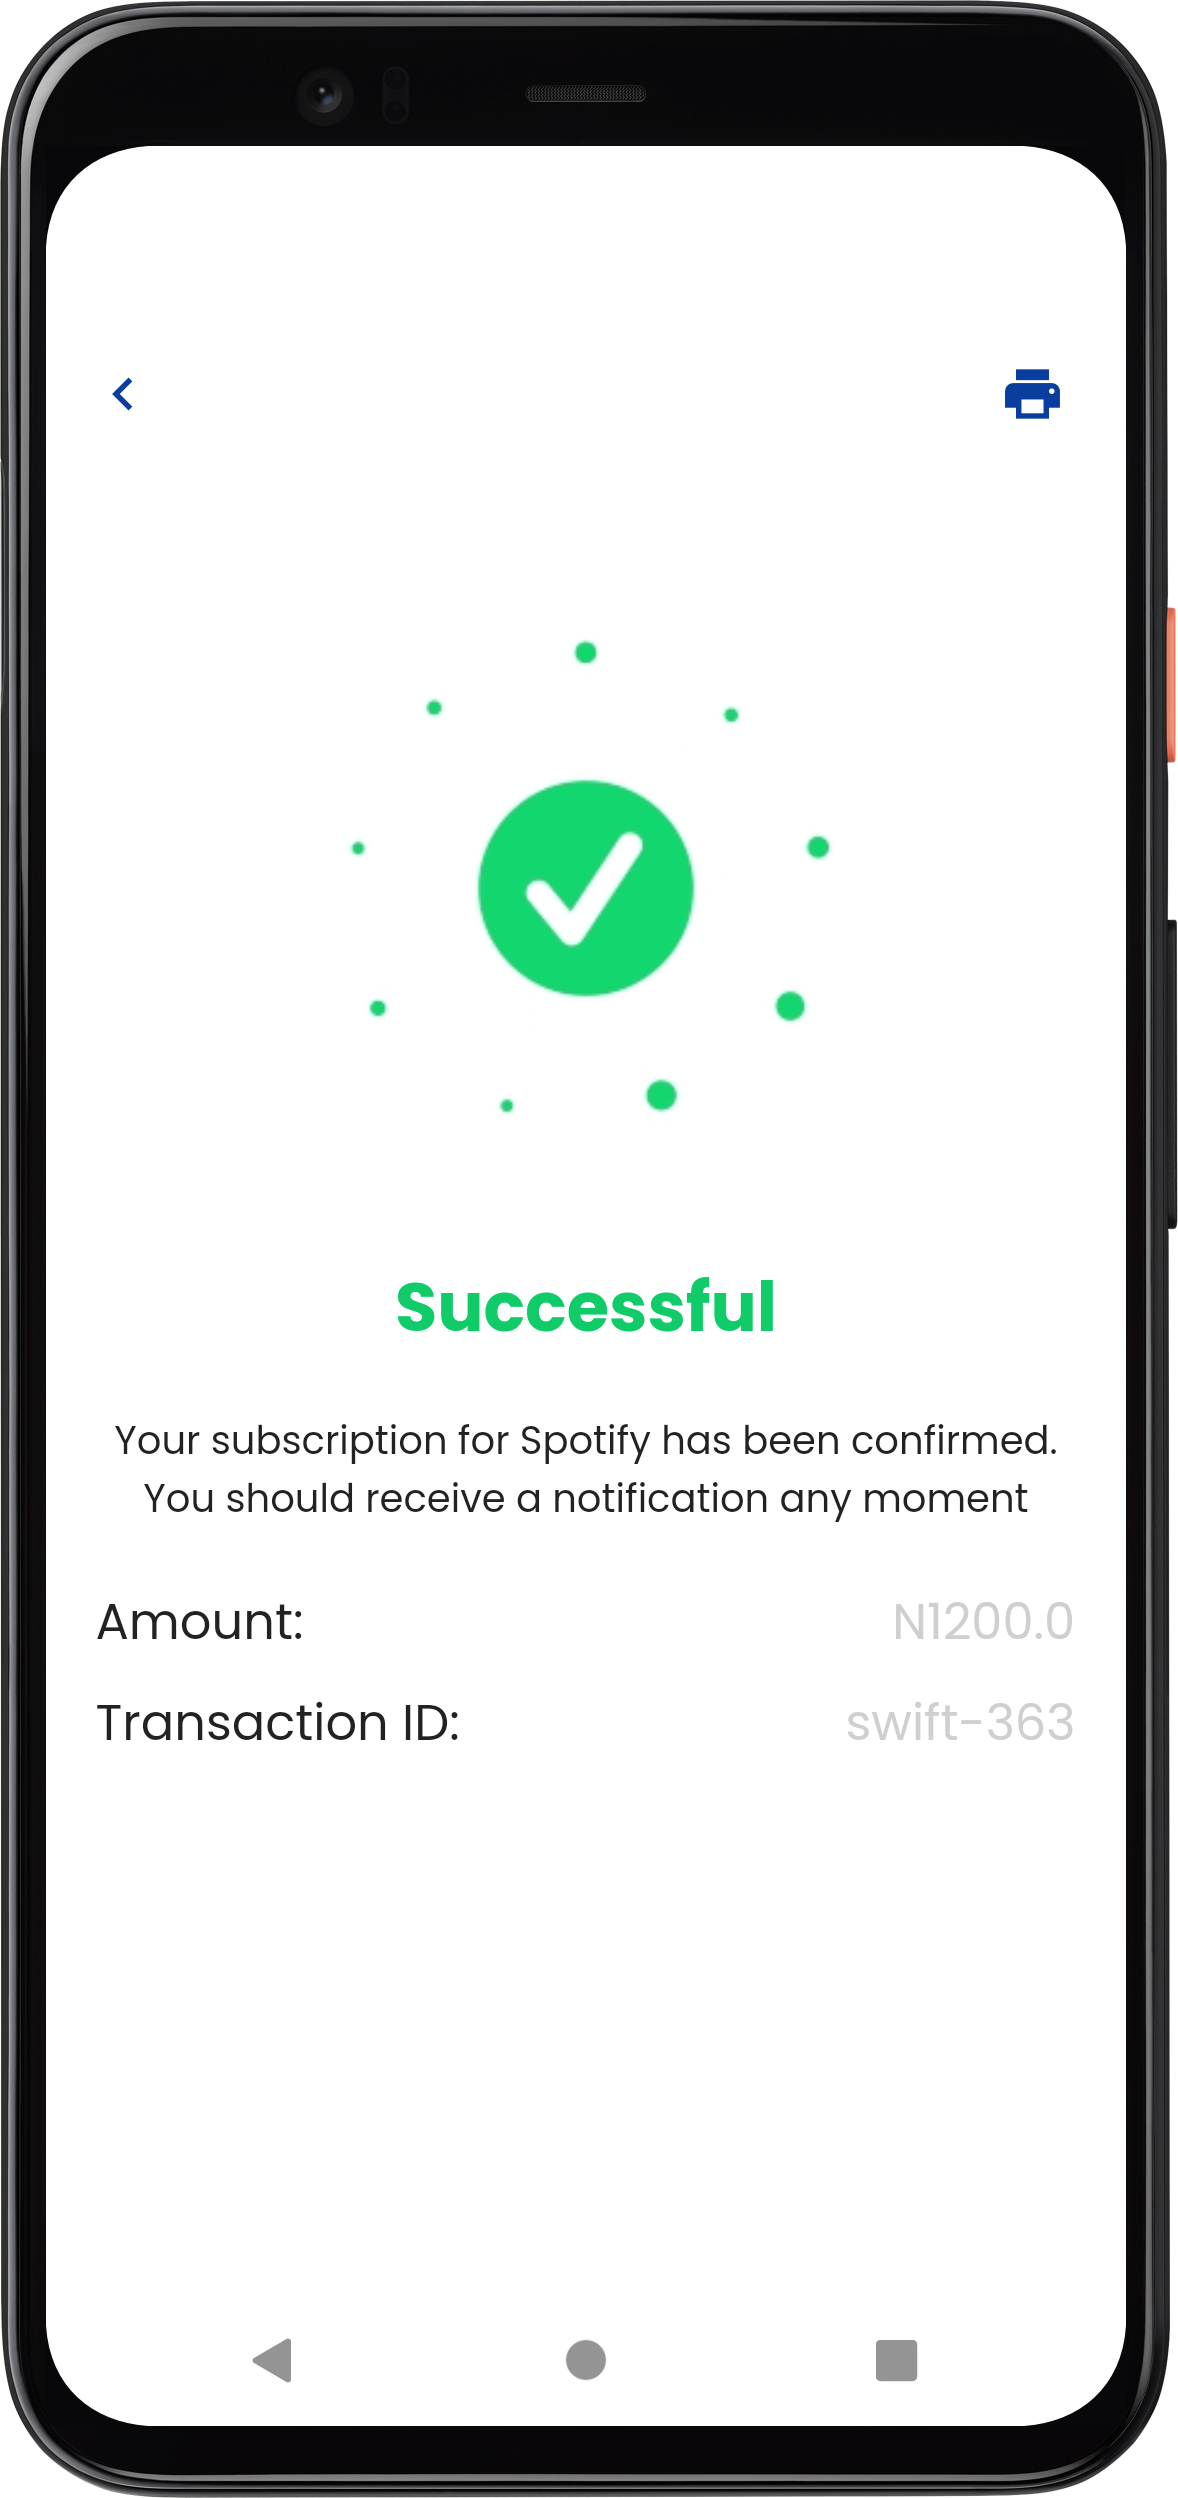 Successful
Your subscription for Spotify has been confirmed.
You should receive a notification any moment
Amount: N1200.0
Transaction ID: swift-363